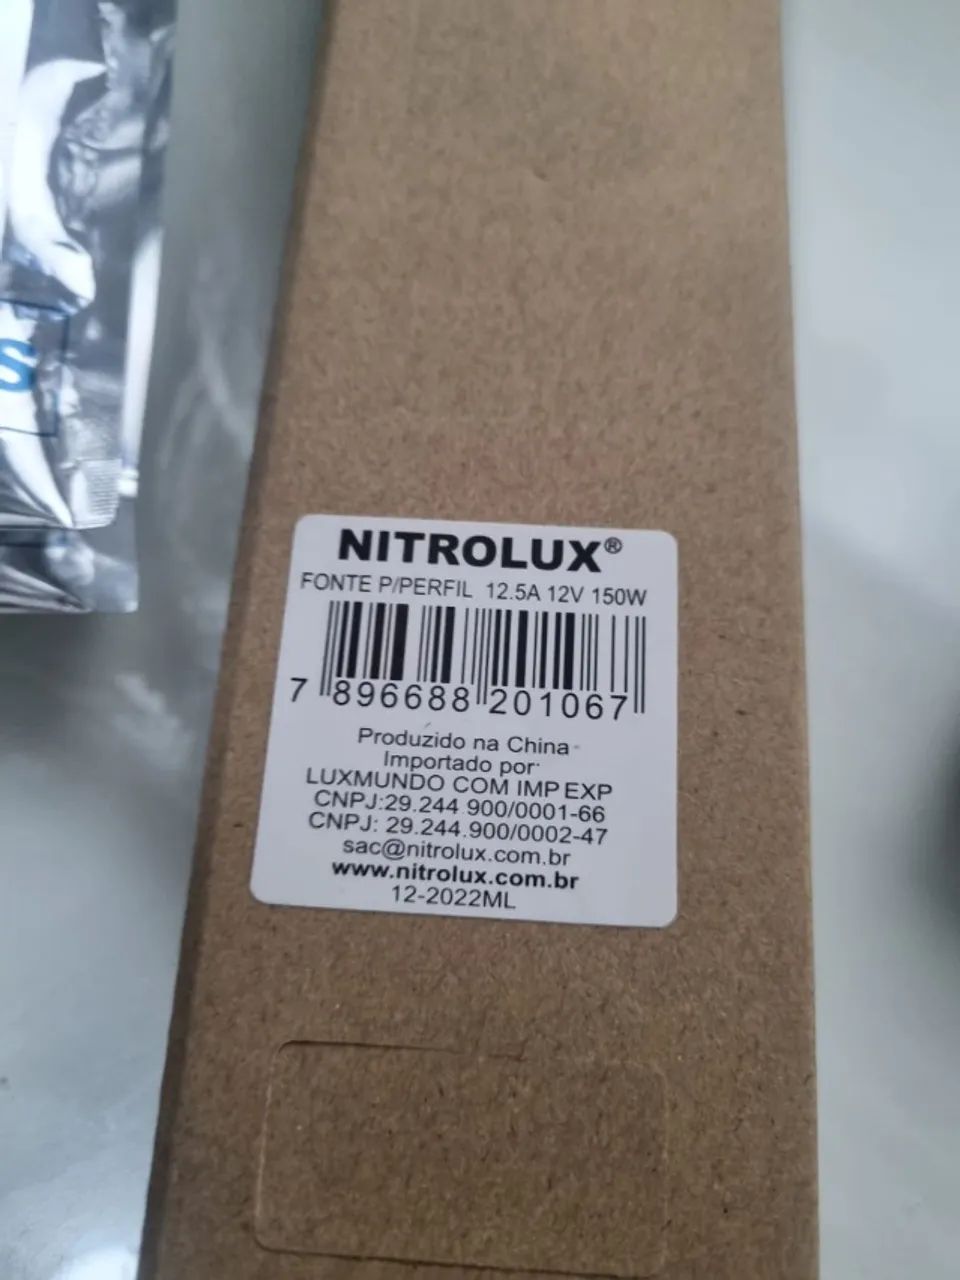 S
NITROLUX®
FONTE P/PERFIL 12.5A 12V 150W
7 896688 201067
Produzido na China
Importado por:
LUXMUNDO COM IMP EXP
CNPJ:29.244.900/0001-66
CNPJ: 29.244.900/0002-47
sac@nitrolux.com.br
www.nitrolux.com.br
12-2022ML